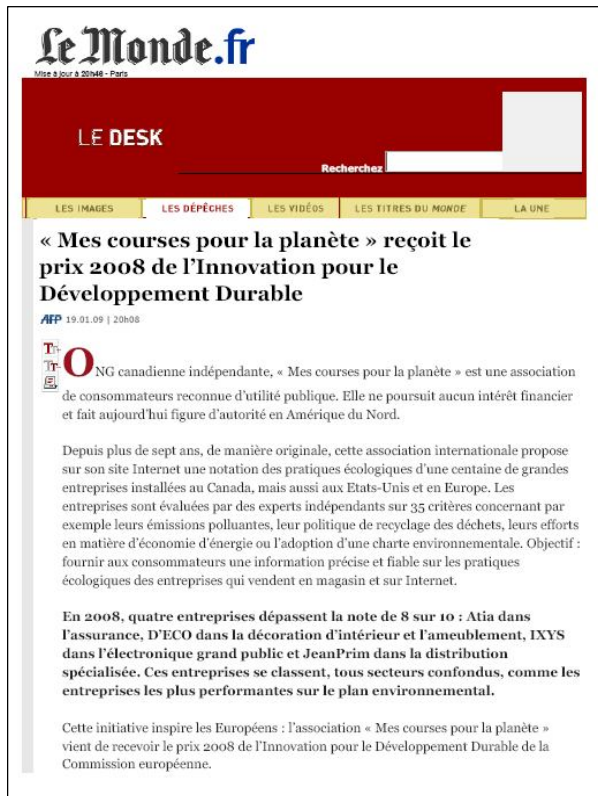 Le Monde.fr
Mise à jour à 20h46 - Paris
LE DESK
Recherchez
LES IMAGES LES DÉPÊCHES LES VIDÉOS LES TITRES DU MONDE LA UNE
« Mes courses pour la planète » reçoit le
prix 2008 de l'Innovation pour le
Développement Durable
AFP 19.01.09 | 20h08
ONG canadienne indépendante, « Mes courses pour la planète » est une association
de consommateurs reconnue d'utilité publique. Elle ne poursuit aucun intérêt financier
et fait aujourd'hui figure d'autorité en Amérique du Nord.
Depuis plus de sept ans, de manière originale, cette association internationale propose
sur son site Internet une notation des pratiques écologiques d'une centaine de grandes
entreprises installées au Canada, mais aussi aux Etats-Unis et en Europe. Les
entreprises sont évaluées par des experts indépendants sur 35 critères concernant par
exemple leurs émissions polluantes, leur politique de recyclage des déchets, leurs efforts
en matière d'économie d'énergie ou l'adoption d'une charte environnementale. Objectif :
fournir aux consommateurs une information précise et fiable sur les pratiques
écologiques des entreprises qui vendent en magasin et sur Internet.
En 2008, quatre entreprises dépassent la note de 8 sur 10 : Atia dans
l'assurance, D'ECO dans la décoration d'intérieur et l'ameublement, IXYS
dans l'électronique grand public et JeanPrim dans la distribution
spécialisée. Ces entreprises se classent, tous secteurs confondus, comme les
entreprises les plus performantes sur le plan environnemental.
Cette initiative inspire les Européens : l'association « Mes courses pour la planète »
vient de recevoir le prix 2008 de l'Innovation pour le Développement Durable de la
Commission européenne.